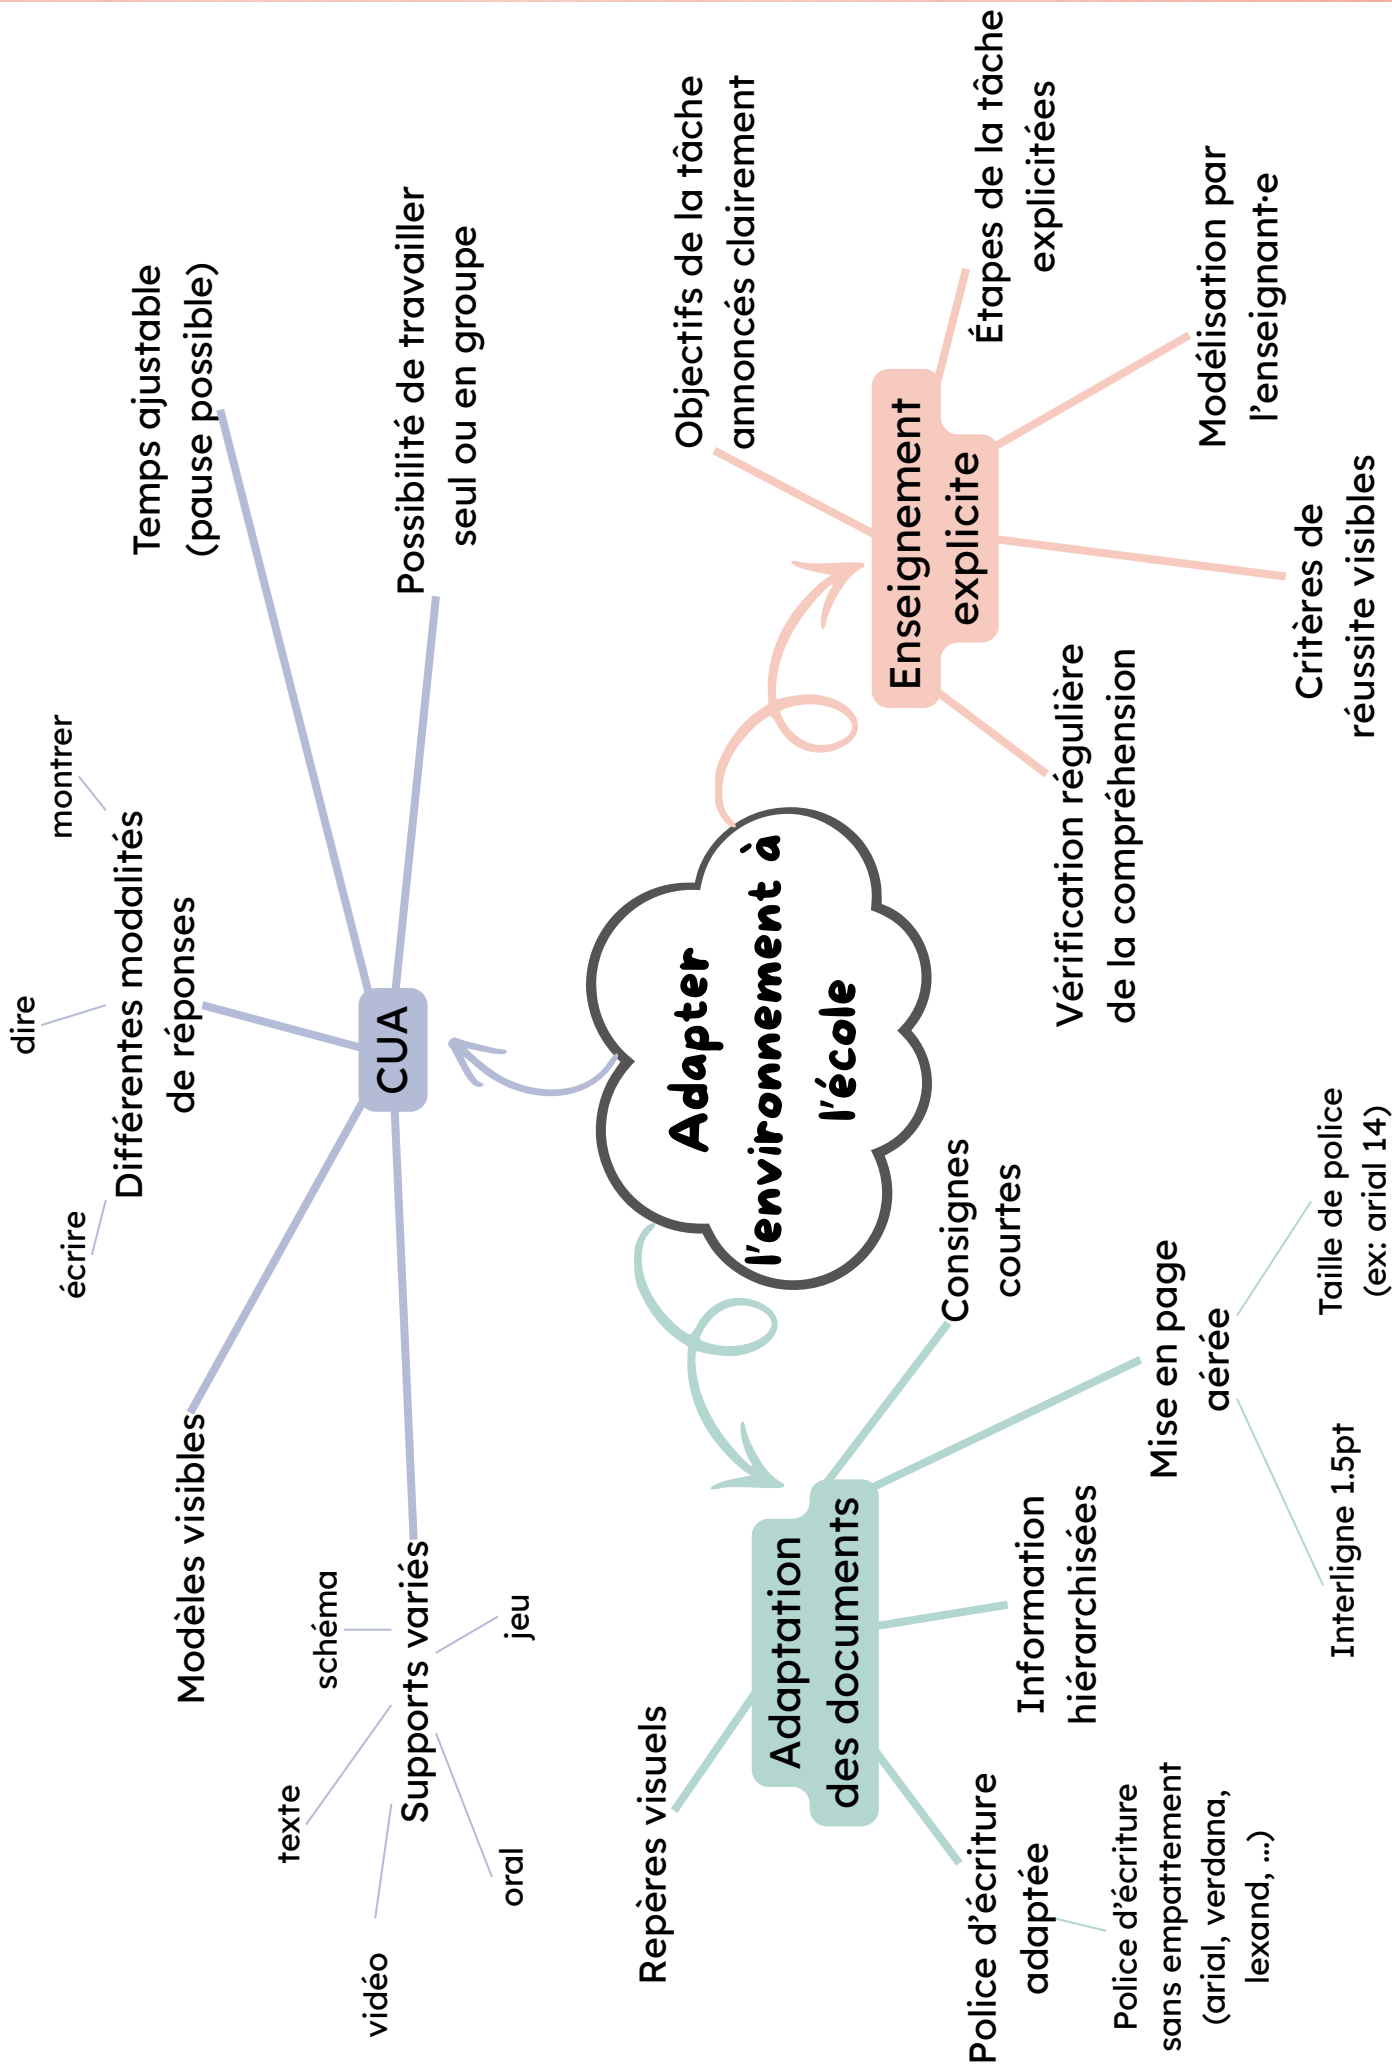 Adapter
l'environnement à
l'école
CUA
Modèles visibles
Différentes modalités
de réponses
écrire
dire
montrer
Temps ajustable
(pause possible)
Possibilité de travailler
seul ou en groupe
Supports variés
vidéo
texte
schéma
oral
jeu
Enseignement
explicite
Objectifs de la tâche
annoncés clairement
Étapes de la tâche
explicitées
Modélisation par
l'enseignant·e
Critères de
réussite visibles
Vérification régulière
de la compréhension
Adaptation
des documents
Repères visuels
Police d'écriture
adaptée
Police d'écriture
sans empattement
(arial, verdana,
lexand, ...)
Information
hiérarchisées
Mise en page
aérée
Interligne 1.5pt
Taille de police
(ex: arial 14)
Consignes
courtes